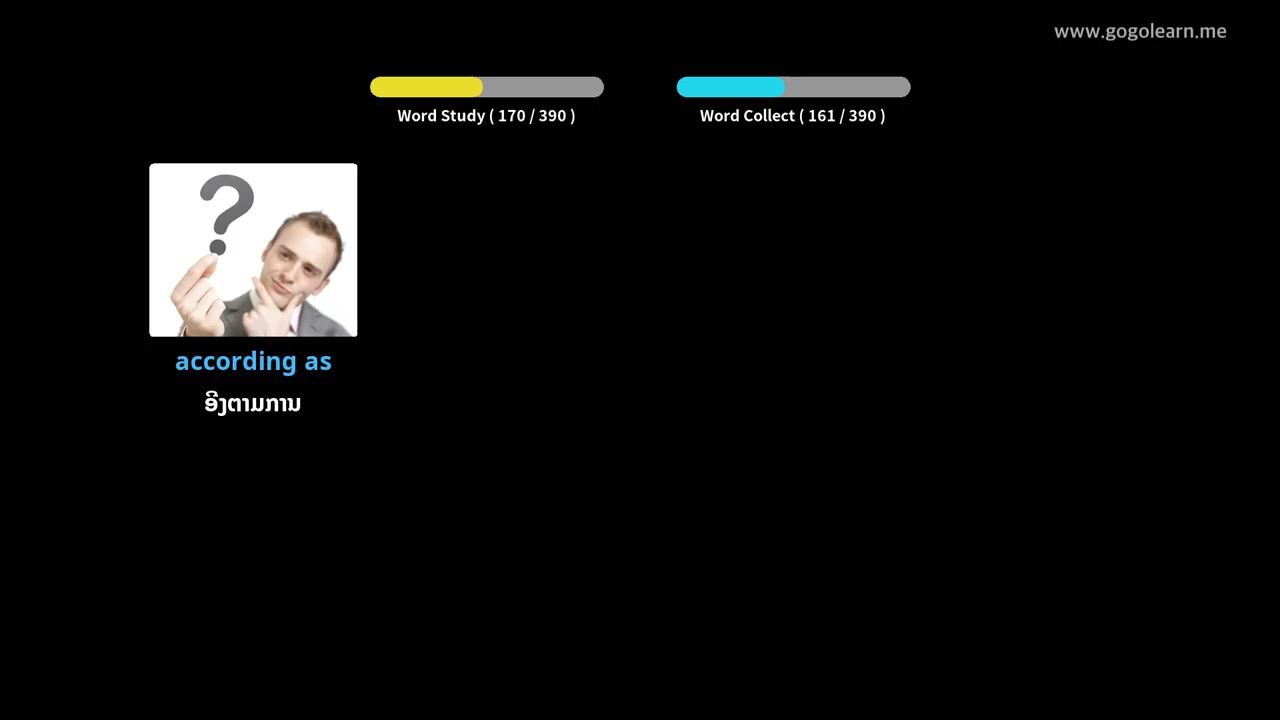 www.gogolearn.me
Word Study ( 170 / 390 )
Word Collect ( 161 / 390 )
?
according as
ອີງຕາມການ